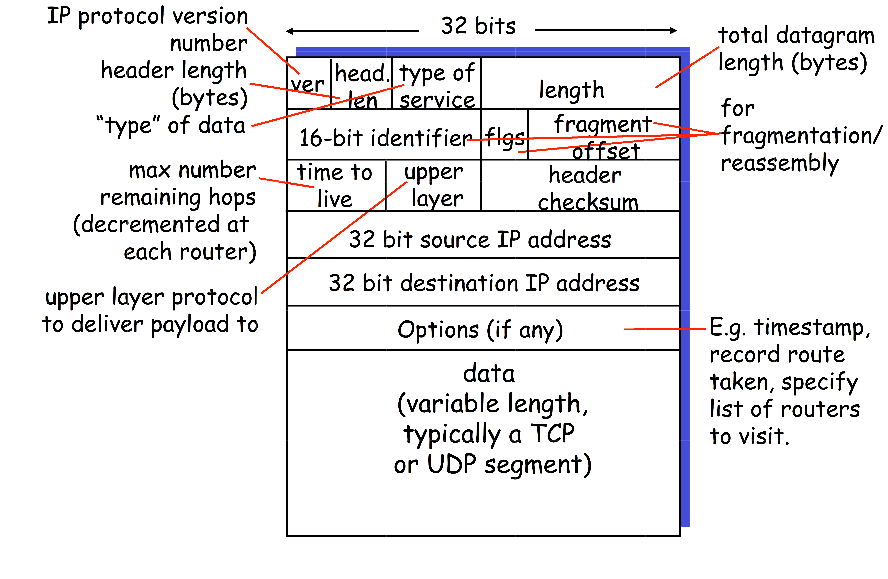 IP protocol version
number
header length
(bytes)
“type” of data
max number
remaining hops
(decremented at
each router)
upper layer protocol
to deliver payload to
32 bits
ver
head.
len
type of
service
length
16-bit identifier
flgs
fragment
offset
time to
live
upper
layer
header
checksum
32 bit source IP address
32 bit destination IP address
Options (if any)
data
(variable length,
typically a TCP
or UDP segment)
total datagram
length (bytes)
for
fragmentation/
reassembly
E.g. timestamp,
record route
taken, specify
list of routers
to visit.